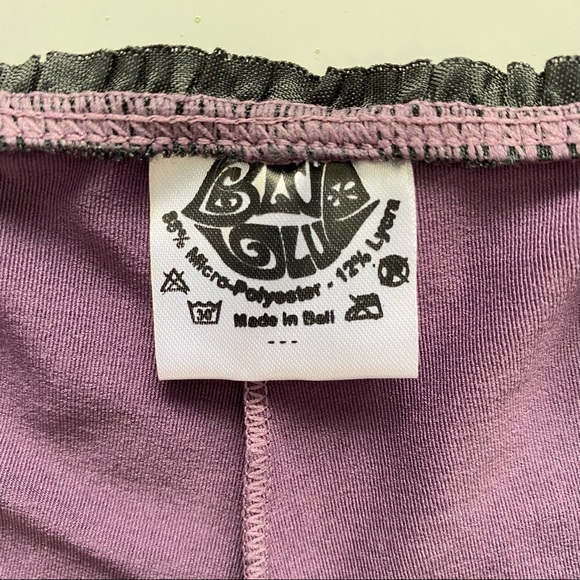 88% Micro-Polyester - 12% Lycra
30°
Made in Bali
---